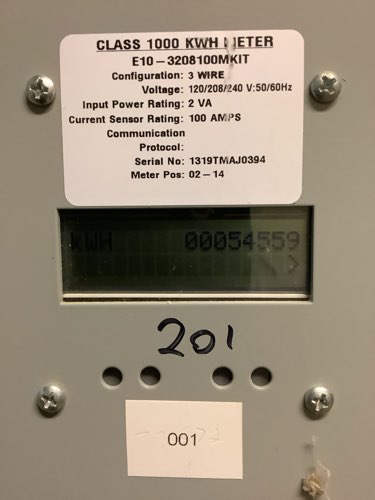 CLASS 1000 KWH METER
E10-3208100MKIT
Configuration: 3 WIRE
Voltage: 120/208/240 V:50/60Hz
Input Power Rating: 2 VA
Current Sensor Rating: 100 AMPS
Communication
Protocol:
Serial No: 1319TMAJ0394
Meter Pos: 02-14
kWH 00054559
>
201
001